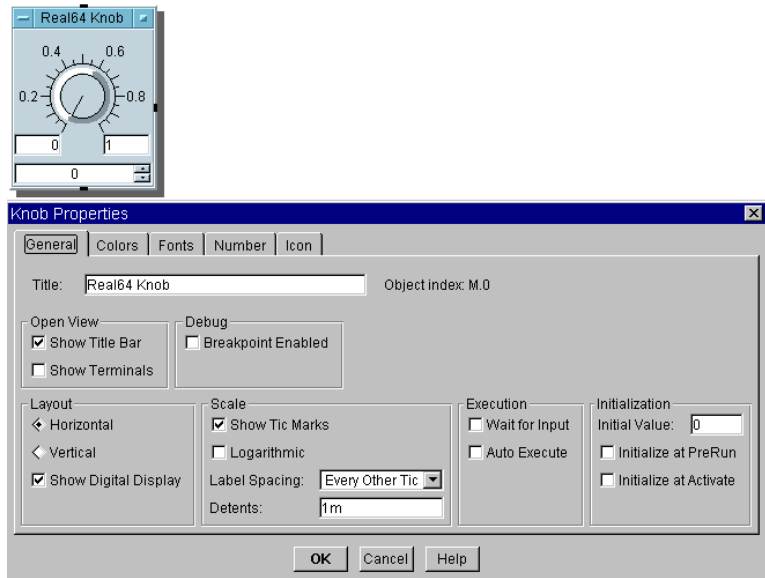 Real64 Knob
0.4 0.6
0.2 0.8
0 1
0
Knob Properties
General Colors Fonts Number Icon
Title: Real64 Knob Object index: M.0
Open View Debug
Show Title Bar Breakpoint Enabled
Show Terminals
Layout Scale Execution Initialization
Horizontal Show Tic Marks Wait for Input Initial Value: 0
Vertical Logarithmic Auto Execute Initialize at PreRun
Show Digital Display Label Spacing: Every Other Tic Initialize at Activate
Detents: 1m
OK Cancel Help